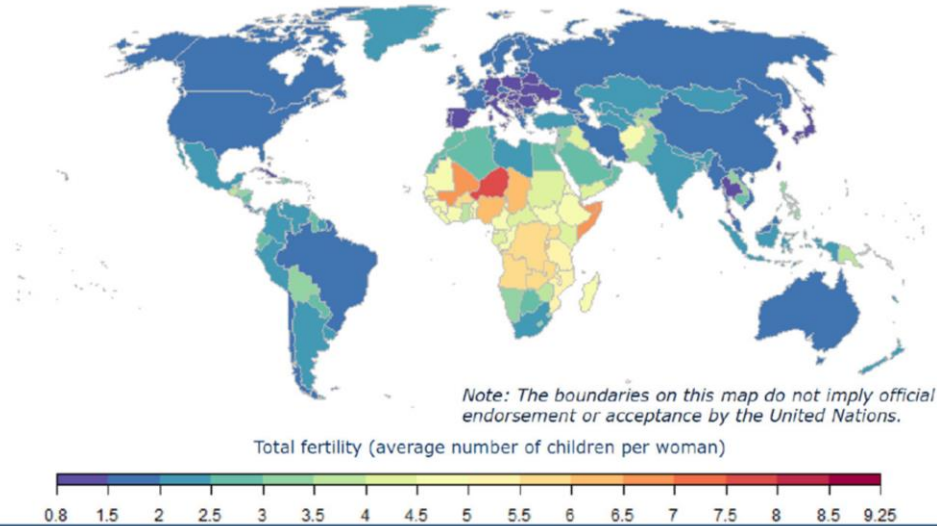 Note: The boundaries on this map do not imply official
endorsement or acceptance by the United Nations.
Total fertility (average number of children per woman)
0.8 1.5 2 2.5 3 3.5 4 4.5 5 5.5 6 6.5 7 7.5 8 8.5 9.25